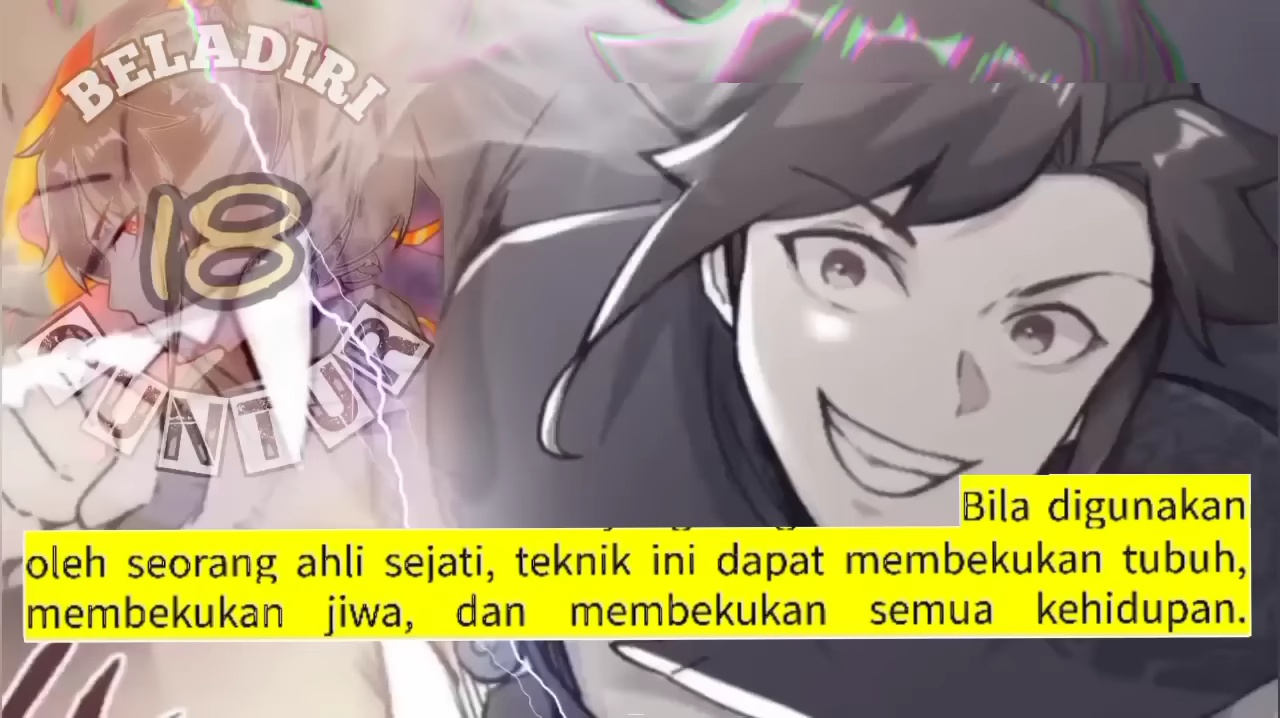 BELADIRI
18
GUNTUR
Bila digunakan
oleh seorang ahli sejati, teknik ini dapat membekukan tubuh,
membekukan jiwa, dan membekukan semua kehidupan.